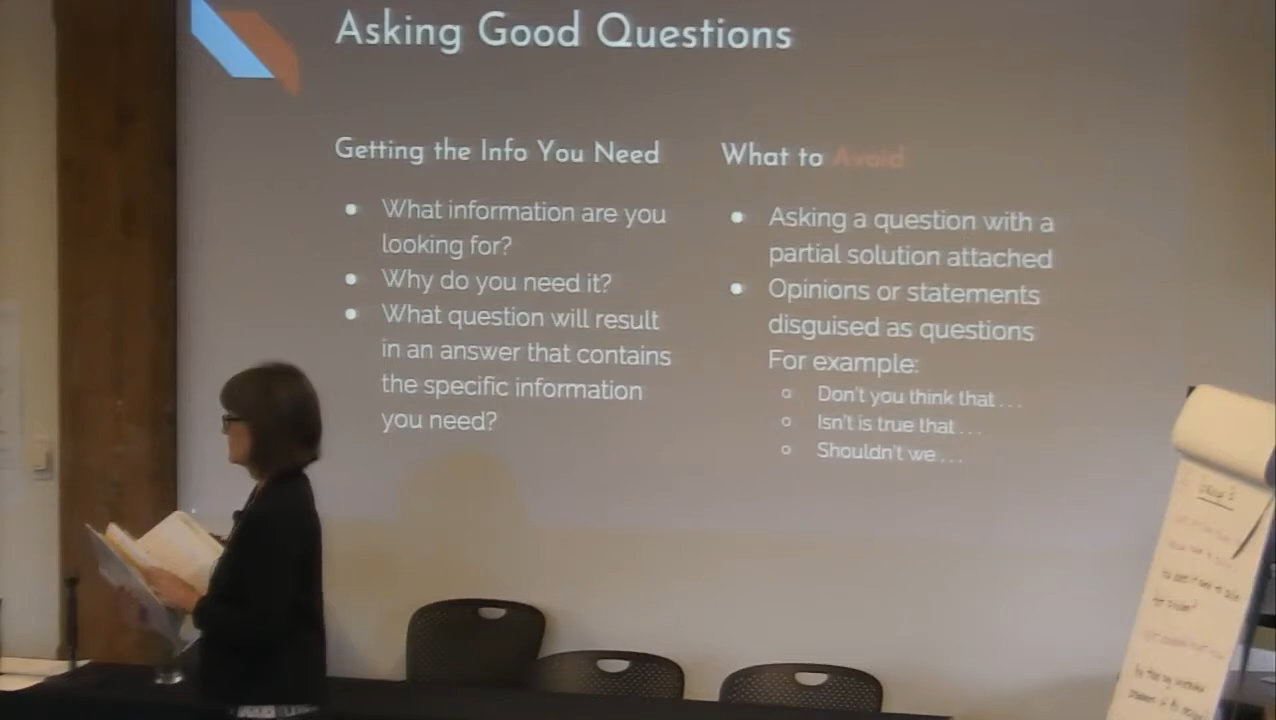 Asking Good Questions
Getting the Info You Need
• What information are you
looking for?
• Why do you need it?
• What question will result
in an answer that contains
the specific information
you need?
What to Avoid
• Asking a question with a
partial solution attached
• Opinions or statements
disguised as questions
For example:
○ Don't you think that . . .
○ Isn't is true that . . .
○ Shouldn't we . . .